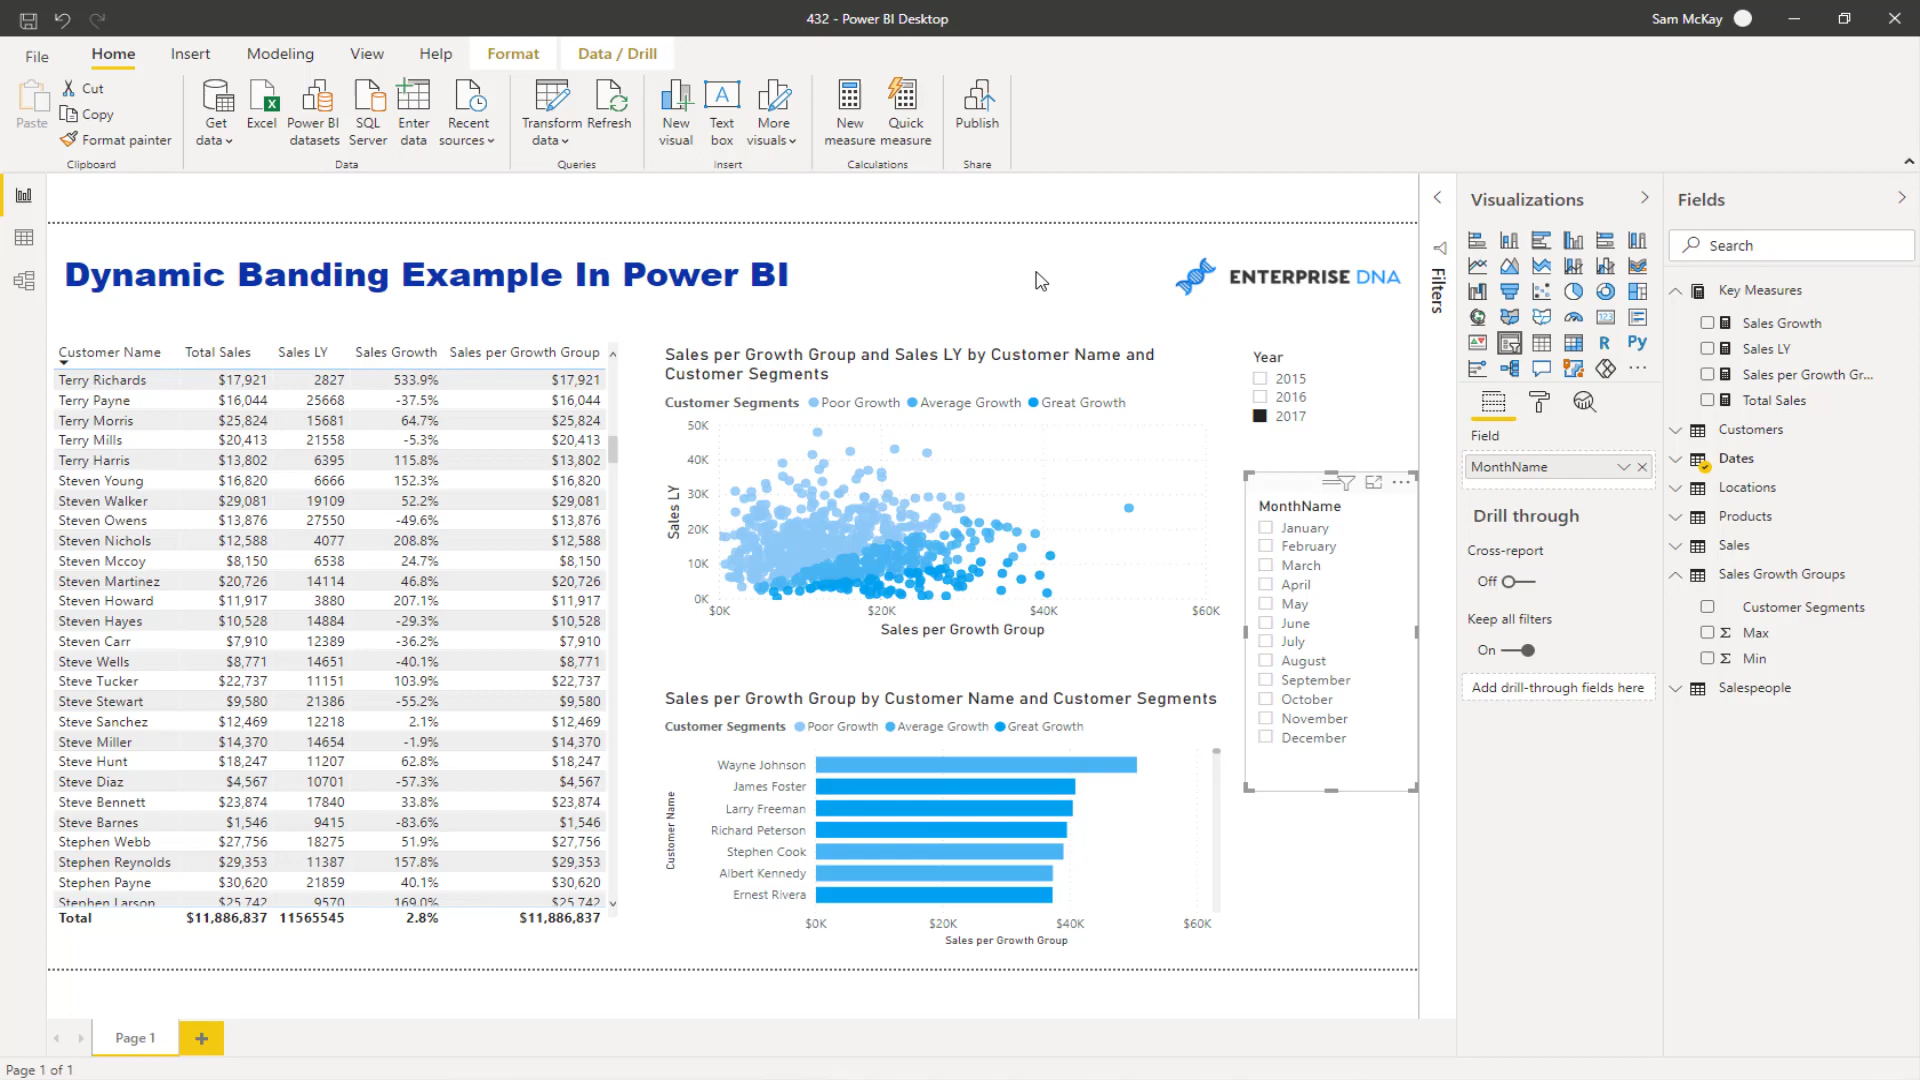 432 - Power BI Desktop
Sam McKay
File
Home
Insert
Modeling
View
Help
Format
Data / Drill
Paste
Cut
Copy
Format painter
Clipboard
Get data
Excel
Power BI datasets
SQL Server
Enter data
Recent sources
Data
Transform data
Refresh
Queries
New visual
Text box
More visuals
Insert
New measure
Quick measure
Calculations
Publish
Share
Dynamic Banding Example In Power BI
ENTERPRISE DNA
Customer Name Total Sales Sales LY Sales Growth Sales per Growth Group
Terry Richards $17,921 2827 533.9% $17,921
Terry Payne $16,044 25668 -37.5% $16,044
Terry Morris $25,824 15681 64.7% $25,824
Terry Mills $20,413 21558 -5.3% $20,413
Terry Harris $13,802 6395 115.8% $13,802
Steven Young $16,820 6666 152.3% $16,820
Steven Walker $29,081 19109 52.2% $29,081
Steven Owens $13,876 27550 -49.6% $13,876
Steven Nichols $12,588 4077 208.8% $12,588
Steven Mccoy $8,150 6538 24.7% $8,150
Steven Martinez $20,726 14114 46.8% $20,726
Steven Howard $11,917 3880 207.1% $11,917
Steven Hayes $10,528 14884 -29.3% $10,528
Steven Carr $7,910 12389 -36.2% $7,910
Steve Wells $8,771 14651 -40.1% $8,771
Steve Tucker $22,737 11151 103.9% $22,737
Steve Stewart $9,580 21386 -55.2% $9,580
Steve Sanchez $12,469 12218 2.1% $12,469
Steve Miller $14,370 14654 -1.9% $14,370
Steve Hunt $18,247 11207 62.8% $18,247
Steve Diaz $4,567 10701 -57.3% $4,567
Steve Bennett $23,874 17840 33.8% $23,874
Steve Barnes $1,546 9415 -83.6% $1,546
Stephen Webb $27,756 18275 51.9% $27,756
Stephen Reynolds $29,353 11387 157.8% $29,353
Stephen Payne $30,620 21859 40.1% $30,620
Stephen Larson $25,742 9570 169.0% $25,742
Total $11,886,837 11565545 2.8% $11,886,837
Sales per Growth Group and Sales LY by Customer Name and
Customer Segments
Customer Segments Poor Growth Average Growth Great Growth
Sales LY
50K
40K
30K
20K
10K
0K
$0K $20K $40K $60K
Sales per Growth Group
Sales per Growth Group by Customer Name and Customer Segments
Customer Segments Poor Growth Average Growth Great Growth
Customer Name
Wayne Johnson
James Foster
Larry Freeman
Richard Peterson
Stephen Cook
Albert Kennedy
Ernest Rivera
$0K $20K $40K $60K
Sales per Growth Group
Year
2015
2016
2017
MonthName
January
February
March
April
May
June
July
August
September
October
November
December
Filters
Visualizations
R
Py
123
Field
MonthName
Drill through
Cross-report
Off
Keep all filters
On
Add drill-through fields here
Fields
Search
Key Measures
Sales Growth
Sales LY
Sales per Growth Gr...
Total Sales
Customers
Dates
Locations
Products
Sales
Sales Growth Groups
Customer Segments
Max
Min
Salespeople
Page 1
Page 1 of 1